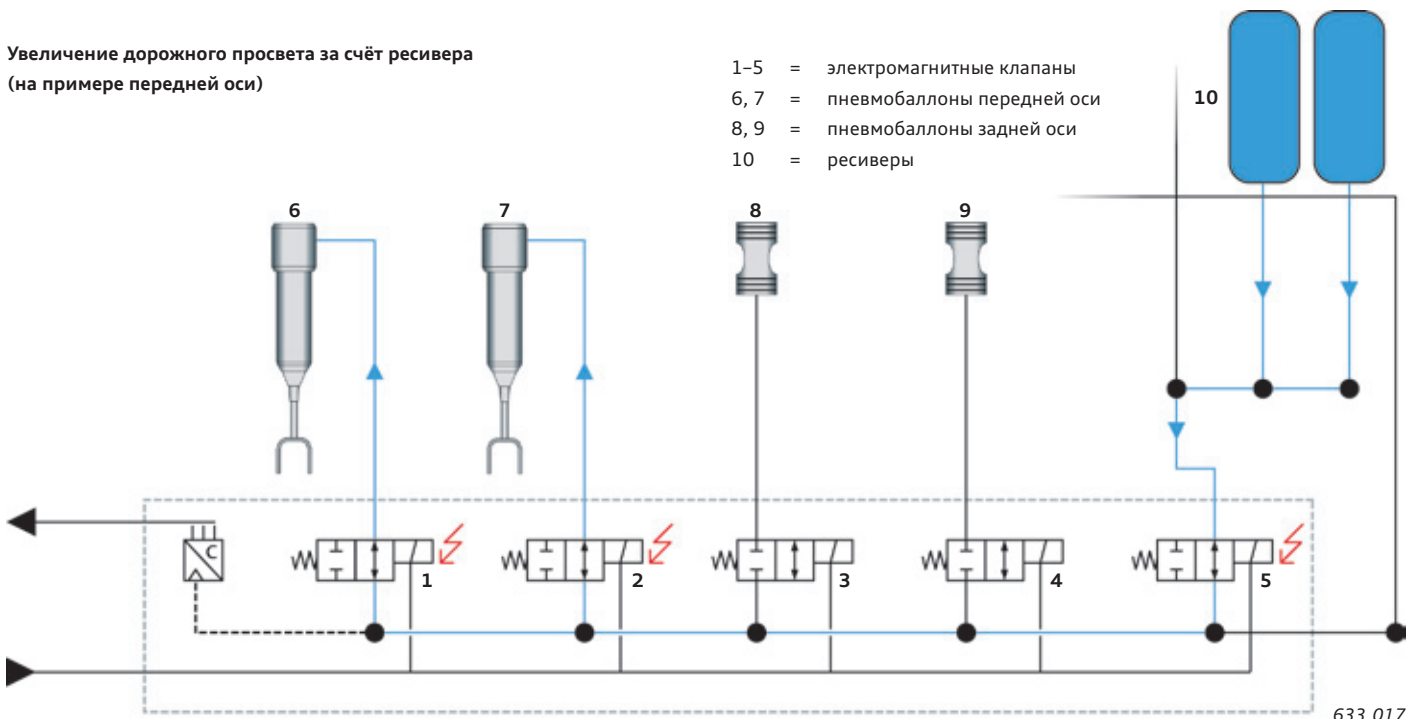 Увеличение дорожного просвета за счёт ресивера
(на примере передней оси)
1–5 = электромагнитные клапаны
6, 7 = пневмобаллоны передней оси
8, 9 = пневмобаллоны задней оси
10 = ресиверы
10
6
7
8
9
C
1
2
3
4
5
633_017